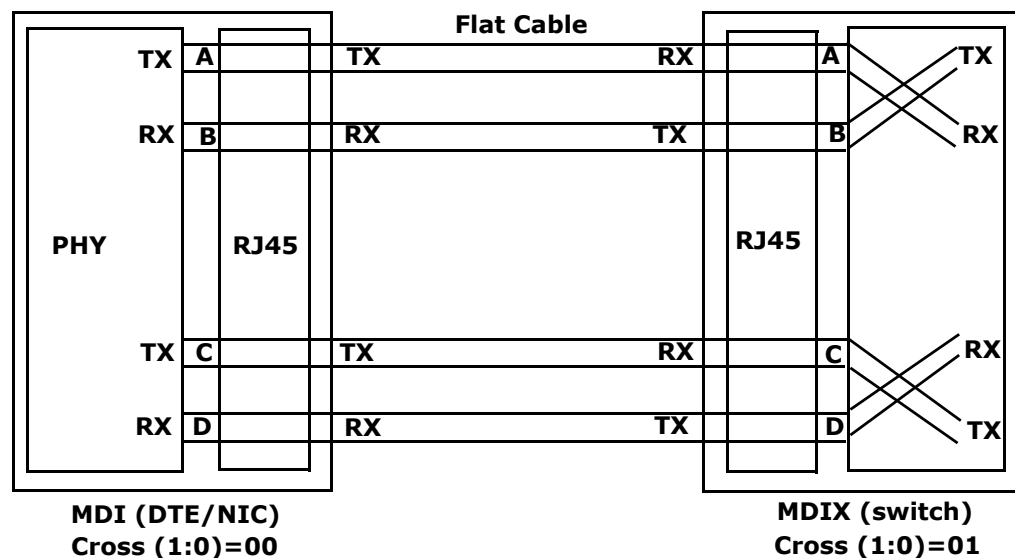 Flat Cable
TX A TX RX A TX
RX B RX TX B RX
PHY RJ45 RJ45
TX C TX RX C RX
RX D RX TX D TX
MDI (DTE/NIC) MDIX (switch)
Cross (1:0)=00 Cross (1:0)=01